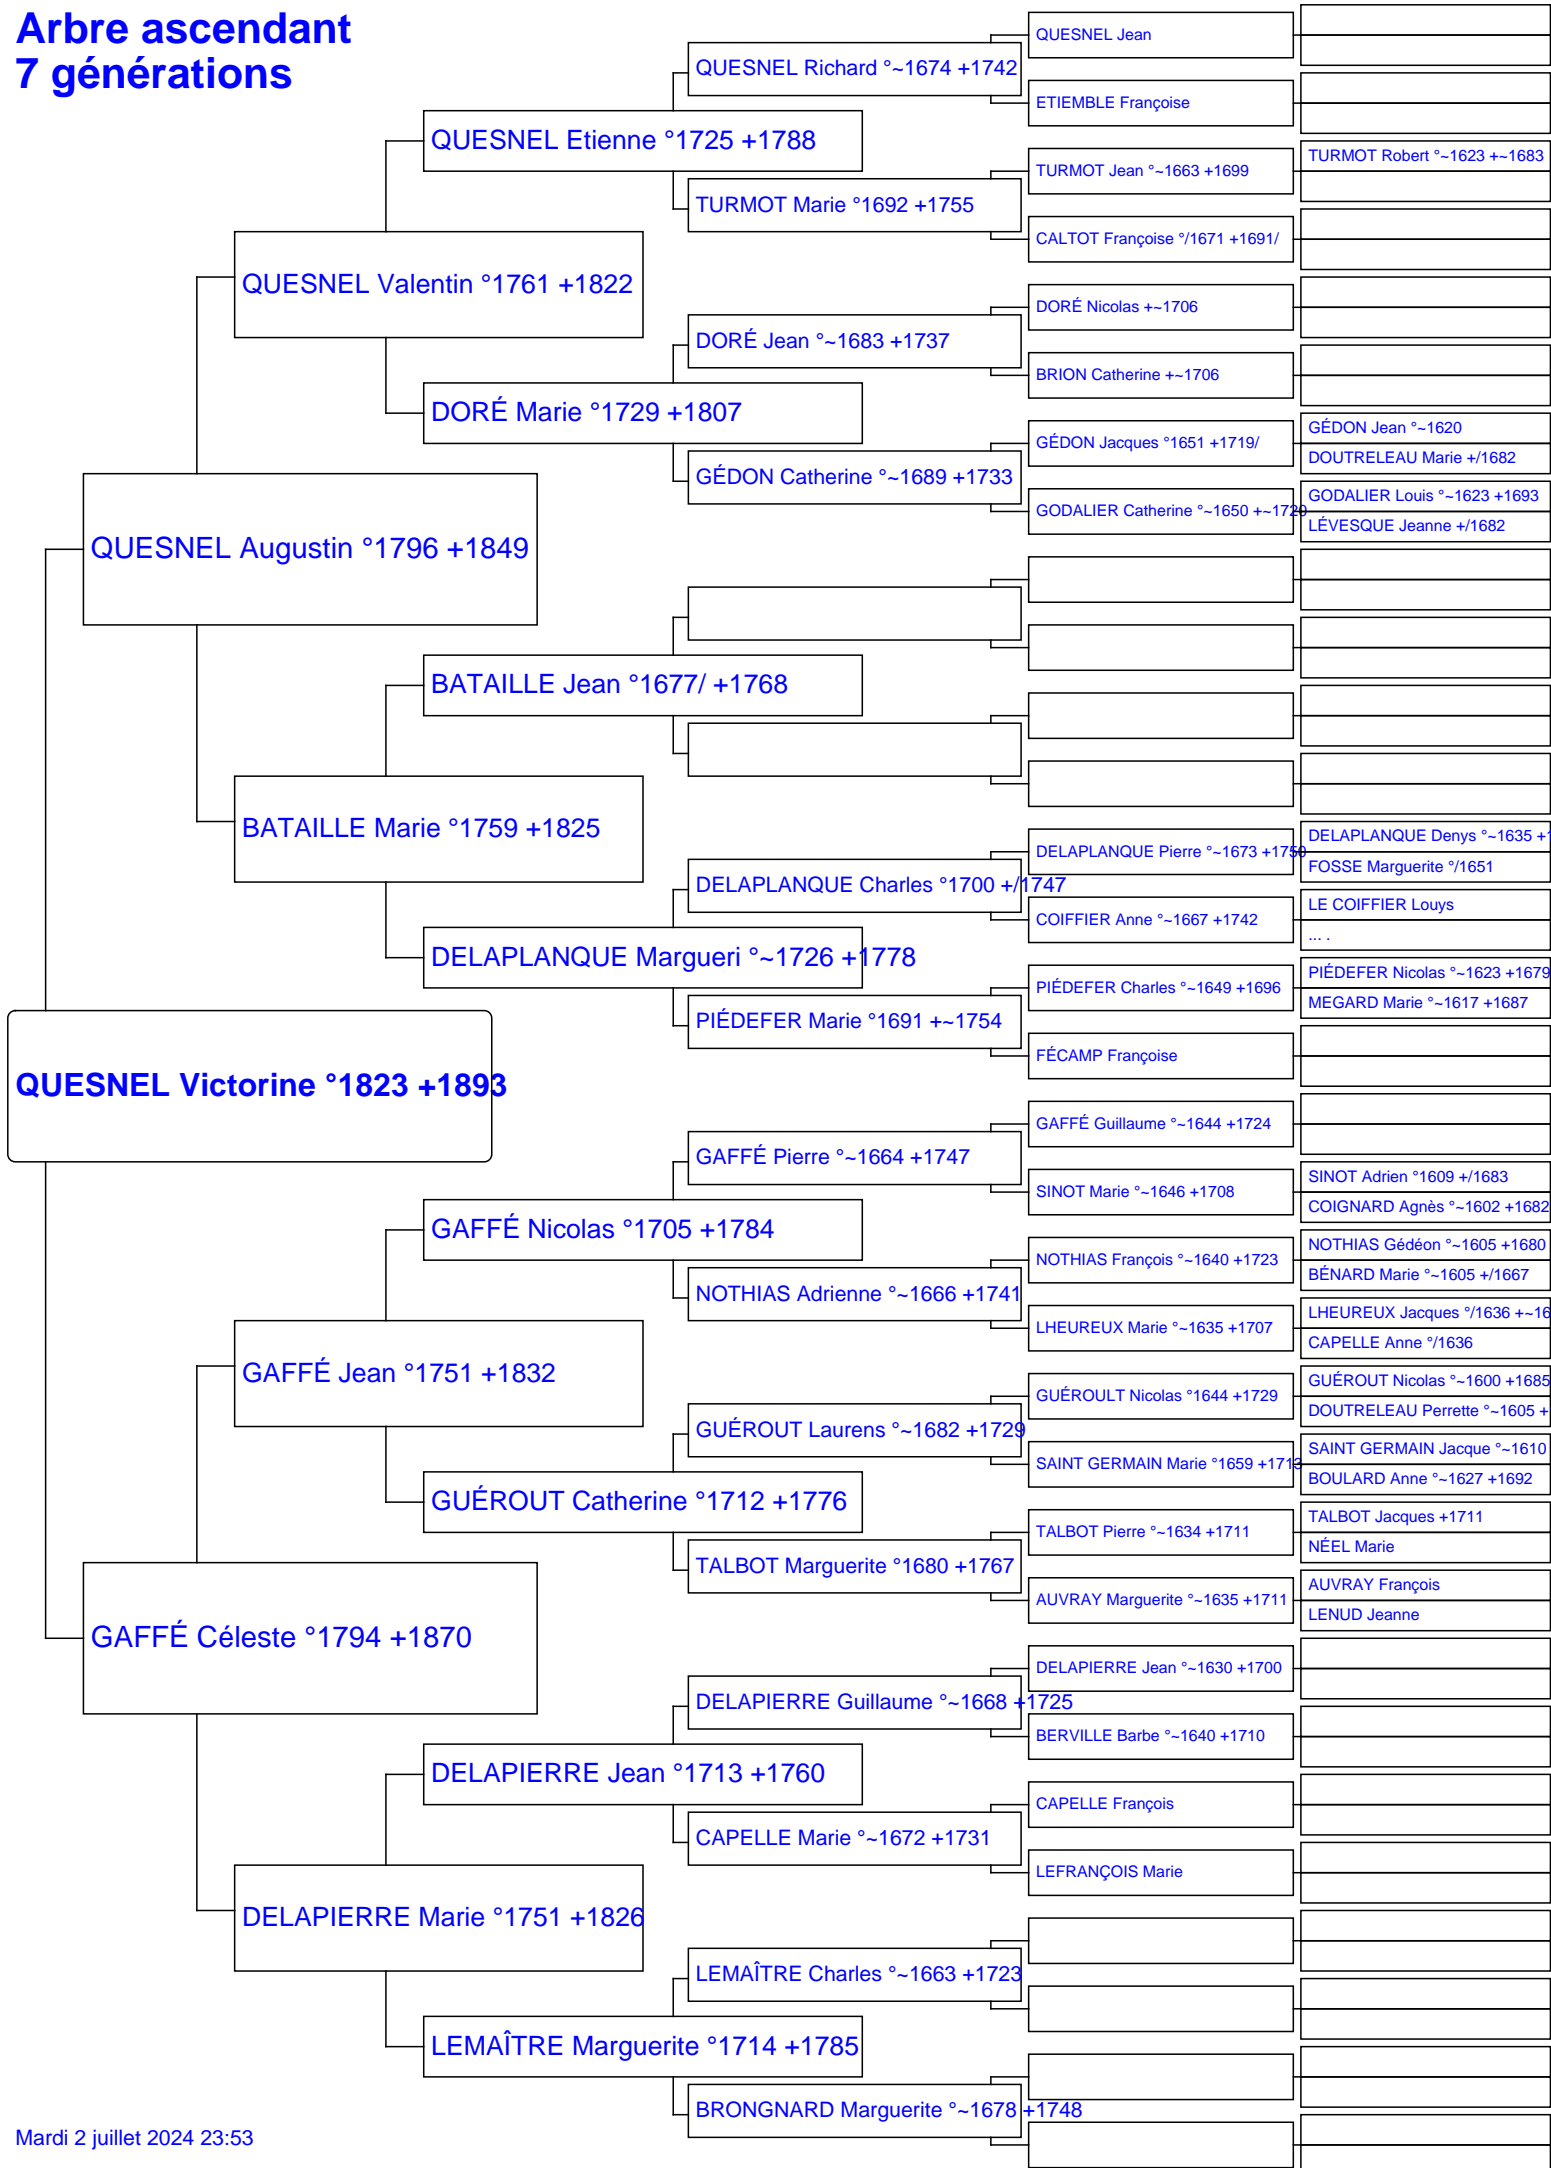 Arbre ascendant
7 générations
QUESNEL Victorine °1823 +1893
QUESNEL Augustin °1796 +1849
GAFFÉ Céleste °1794 +1870
QUESNEL Valentin °1761 +1822
BATAILLE Marie °1759 +1825
GAFFÉ Jean °1751 +1832
DELAPIERRE Marie °1751 +1826
QUESNEL Etienne °1725 +1788
DORÉ Marie °1729 +1807
BATAILLE Jean °1677/ +1768
DELAPLANQUE Margueri °~1726 +1778
GAFFÉ Nicolas °1705 +1784
GUÉROUT Catherine °1712 +1776
DELAPIERRE Jean °1713 +1760
LEMAÎTRE Marguerite °1714 +1785
QUESNEL Richard °~1674 +1742
TURMOT Marie °1692 +1755
DORÉ Jean °~1683 +1737
GÉDON Catherine °~1689 +1733
DELAPLANQUE Charles °1700 +/1747
PIÉDEFER Marie °1691 +~1754
GAFFÉ Pierre °~1664 +1747
NOTHIAS Adrienne °~1666 +1741
GUÉROUT Laurens °~1682 +1729
TALBOT Marguerite °1680 +1767
DELAPIERRE Guillaume °~1668 +1725
CAPELLE Marie °~1672 +1731
LEMAÎTRE Charles °~1663 +1723
BRONGNARD Marguerite °~1678 +1748
QUESNEL Jean
ETIEMBLE Françoise
TURMOT Jean °~1663 +1699
CALTOT Françoise °/1671 +1691/
DORÉ Nicolas +~1706
BRION Catherine +~1706
GÉDON Jacques °1651 +1719/
GODALIER Catherine °~1650 +~1720
DELAPLANQUE Pierre °~1673 +1750
COIFFIER Anne °~1667 +1742
PIÉDEFER Charles °~1649 +1696
FÉCAMP Françoise
GAFFÉ Guillaume °~1644 +1724
SINOT Marie °~1646 +1708
NOTHIAS François °~1640 +1723
LHEUREUX Marie °~1635 +1707
GUÉROULT Nicolas °1644 +1729
SAINT GERMAIN Marie °1659 +1713
TALBOT Pierre °~1634 +1711
AUVRAY Marguerite °~1635 +1711
DELAPIERRE Jean °~1630 +1700
BERVILLE Barbe °~1640 +1710
CAPELLE François
LEFRANÇOIS Marie
TURMOT Robert °~1623 +~1683
GÉDON Jean °~1620
DOUTRELEAU Marie +/1682
GODALIER Louis °~1623 +1693
LÉVESQUE Jeanne +/1682
DELAPLANQUE Denys °~1635 +1
FOSSE Marguerite °/1651
LE COIFFIER Louys
... .
PIÉDEFER Nicolas °~1623 +1679
MEGARD Marie °~1617 +1687
SINOT Adrien °1609 +/1683
COIGNARD Agnès °~1602 +1682
NOTHIAS Gédéon °~1605 +1680
BÉNARD Marie °~1605 +/1667
LHEUREUX Jacques °/1636 +~16
CAPELLE Anne °/1636
GUÉROUT Nicolas °~1600 +1685
DOUTRELEAU Perrette °~1605 +
SAINT GERMAIN Jacque °~1610
BOULARD Anne °~1627 +1692
TALBOT Jacques +1711
NÉEL Marie
AUVRAY François
LENUD Jeanne
Mardi 2 juillet 2024 23:53